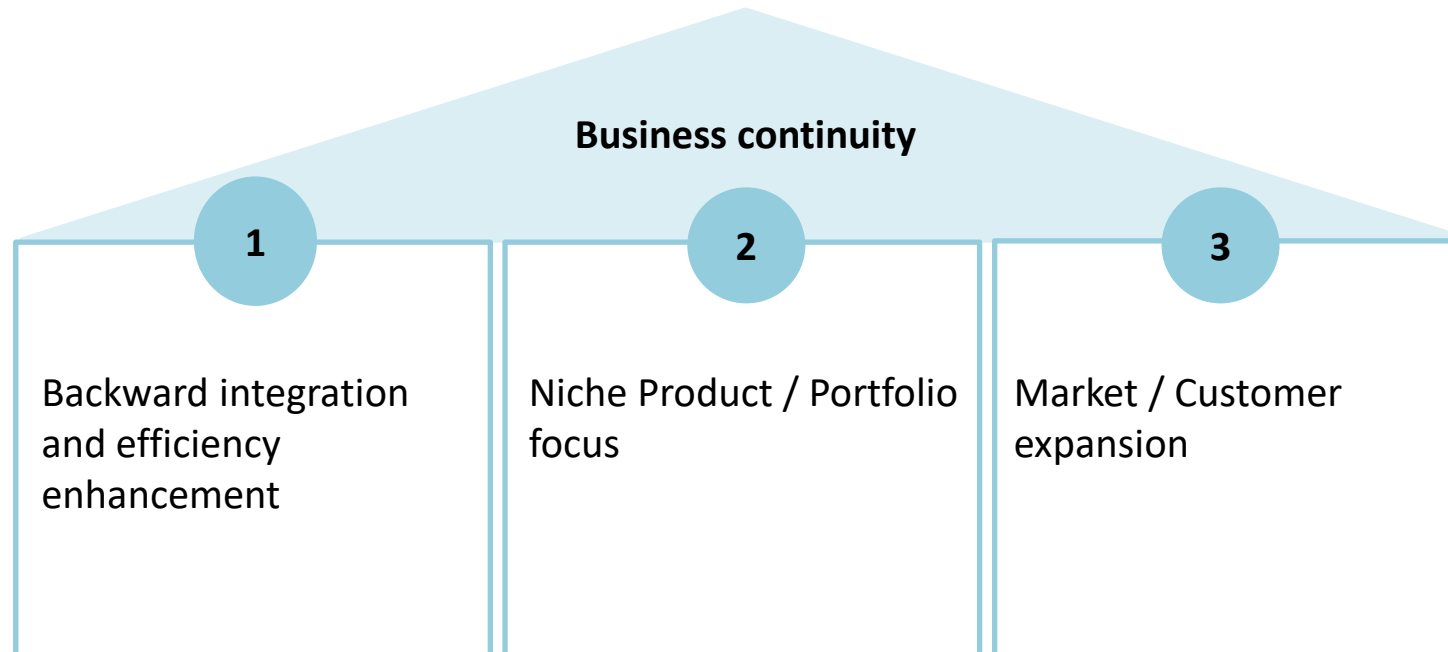 Business continuity
1
2
3
Backward integration
and efficiency
enhancement
Niche Product / Portfolio
focus
Market / Customer
expansion